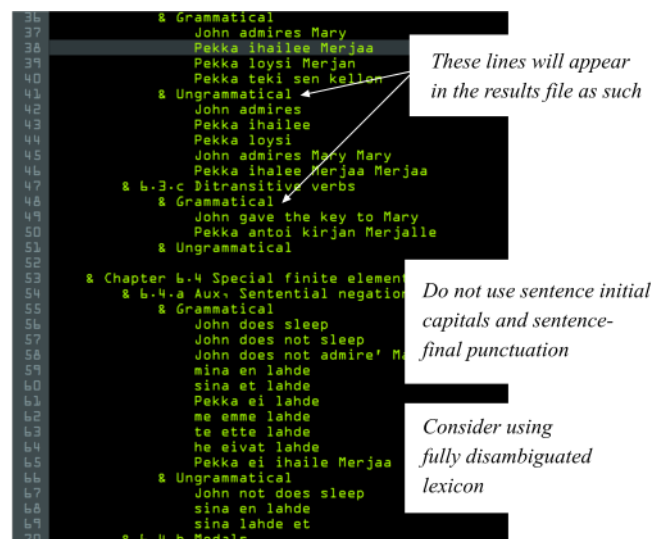 36 & Grammatical
37 John admires Mary
38 Pekka ihailee Merjaa
39 Pekka loysi Merjan
40 Pekka teki sen kellon
41 & Ungrammatical
42 John admires
43 Pekka ihailee
44 Pekka loysi
45 John admires Mary Mary
46 Pekka ihalee Merjaa Merjaa
47 & 6.3.c Ditransitive verbs
48 & Grammatical
49 John gave the key to Mary
50 Pekka antoi kirjan Merjalle
51 & Ungrammatical
52
53 & Chapter 6.4 Special finite element
54 & 6.4.a Aux, Sentential negation
55 & Grammatical
56 John does sleep
57 John does not sleep
58 John does not admire' Ma
59 mina en lahde
60 sina et lahde
61 Pekka ei lahde
62 me emme lahde
63 te ette lahde
64 he eivat lahde
65 Pekka ei ihaile Merjaa
66 & Ungrammatical
67 John not does sleep
68 sina en lahde
69 sina lahde et
70 & 6.4.b Modals
These lines will appear
in the results file as such
Do not use sentence initial
capitals and sentence-
final punctuation
Consider using
fully disambiguated
lexicon